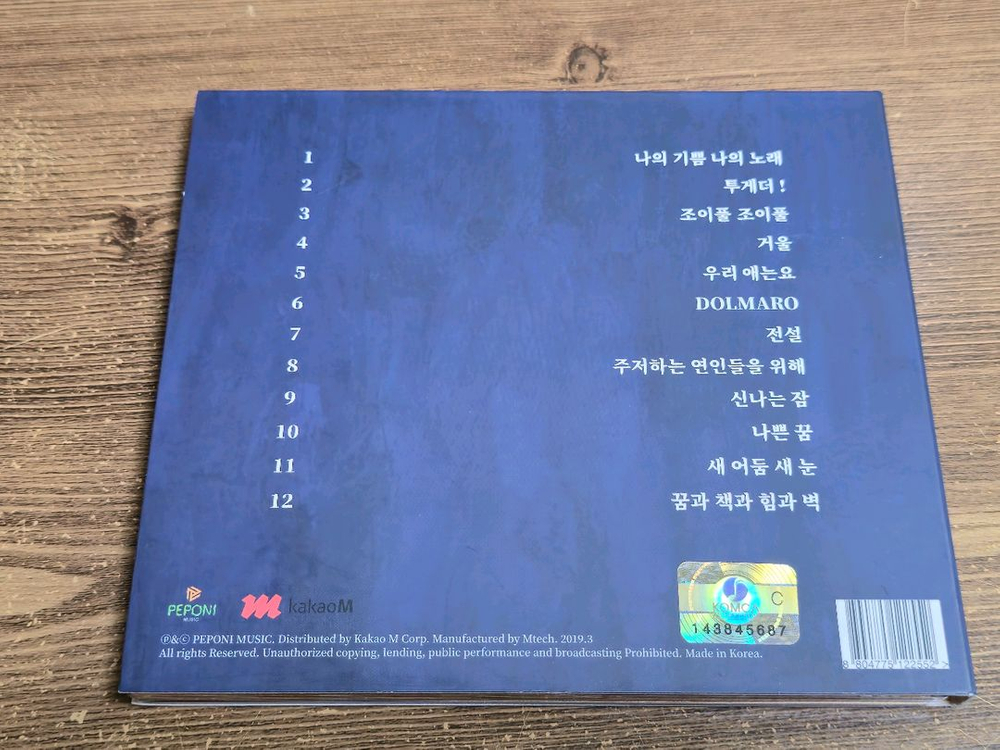 1 나의 기쁨 나의 노래
2 투게더 !
3 조이풀 조이풀
4 거울
5 우리 애는요
6 DOLMARO
7 전설
8 주저하는 연인들을 위해
9 신나는 잠
10 나쁜 꿈
11 새 어둠 새 눈
12 꿈과 책과 힘과 벽
PEPONI
MUSIC
kakaoM
KOMCA C
143845687
℗&© PEPONI MUSIC. Distributed by Kakao M Corp. Manufactured by Mtech. 2019.3
All rights Reserved. Unauthorized copying, lending, public performance and broadcasting Prohibited. Made in Korea.
8 804775 122552 >